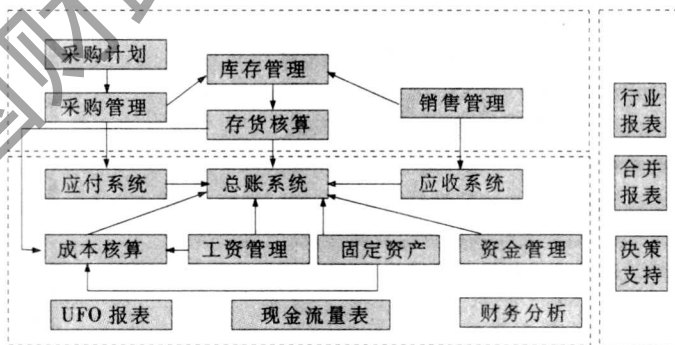 采购计划
库存管理
采购管理
销售管理
存货核算
应付系统
总账系统
应收系统
成本核算
工资管理
固定资产
资金管理
UFO 报表
现金流量表
财务分析
行业
报表
合并
报表
决策
支持